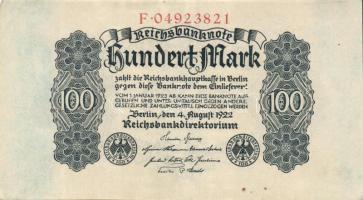 F·04923821
Reichsbanknote
Hundert Mark
zahlt die Reichsbankhauptkasse in Berlin
gegen diese Banknote dem Einlieferer.
VOM 1. JANUAR 1923 AB KANN DIESE BANKNOTE AUF-
GERUFEN UND UNTER UMTAUSCH GEGEN ANDERE
GESETZLICHE ZAHLUNGSMITTEL EINGEZOGEN WERDEN
100 100
Berlin, den 4. August 1922
Reichsbankdirektorium